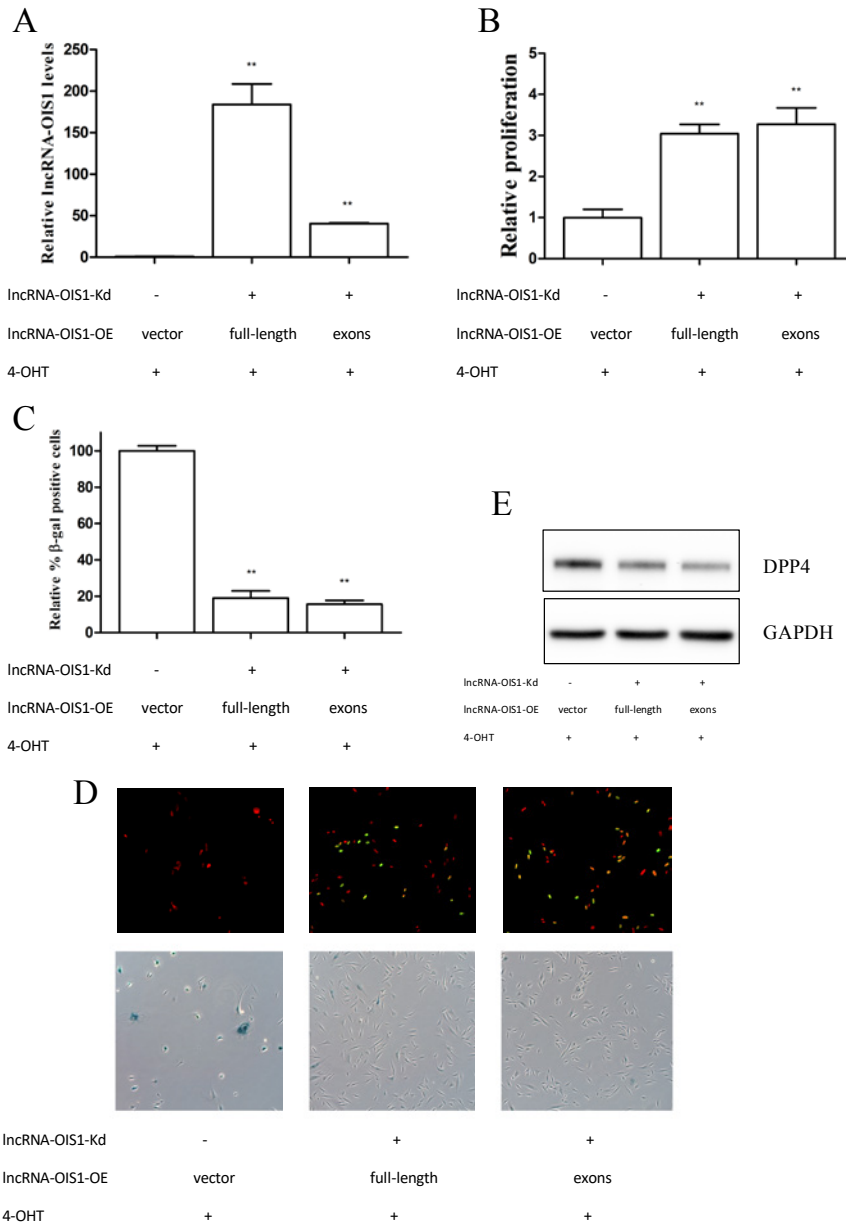 A
Relative lncRNA-OIS1 levels
250
200
150
100
50
0
**
**
lncRNA-OIS1-Kd - + +
lncRNA-OIS1-OE vector full-length exons
4-OHT + + +
B
Relative proliferation
5
4
3
2
1
0
**
**
lncRNA-OIS1-Kd - + +
lncRNA-OIS1-OE vector full-length exons
4-OHT + + +
C
Relative % β-gal positive cells
100
80
60
40
20
0
**
**
lncRNA-OIS1-Kd - + +
lncRNA-OIS1-OE vector full-length exons
4-OHT + + +
E
DPP4
GAPDH
lncRNA-OIS1-Kd - + +
lncRNA-OIS1-OE vector full-length exons
4-OHT + + +
D
lncRNA-OIS1-Kd - + +
lncRNA-OIS1-OE vector full-length exons
4-OHT + + +